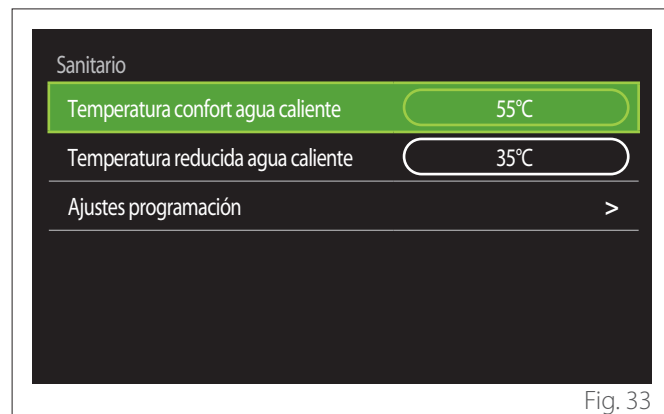 Sanitario
Temperatura confort agua caliente 55°C
Temperatura reducida agua caliente 35°C
Ajustes programación >
Fig. 33